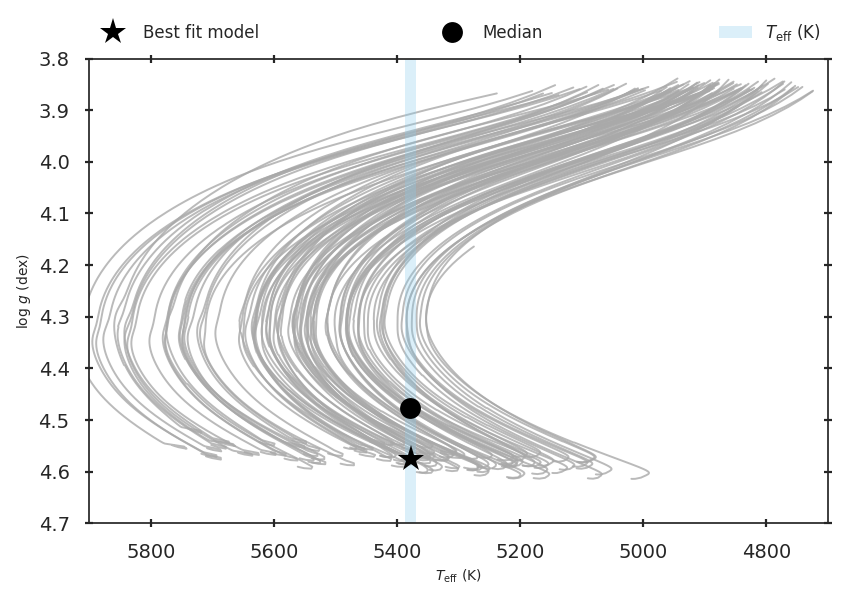 Best fit model Median T_eff (K)
3.8
3.9
4.0
4.1
4.2
4.3
4.4
4.5
4.6
4.7
log g (dex)
5800 5600 5400 5200 5000 4800
T_eff (K)